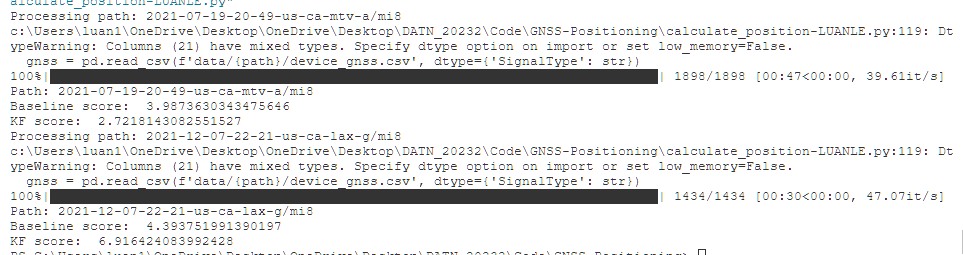 alculate_position-LUANLE.py"
Processing path: 2021-07-19-20-49-us-ca-mtv-a/mi8
c:\Users\luan1\OneDrive\Desktop\OneDrive\Desktop\DATN_20232\Code\GNSS-Positioning\calculate_position-LUANLE.py:119: Dt
ypeWarning: Columns (21) have mixed types. Specify dtype option on import or set low_memory=False.
  gnss = pd.read_csv(f'data/{path}/device_gnss.csv', dtype={'SignalType': str})
100%| | 1898/1898 [00:47<00:00, 39.61it/s]
Path: 2021-07-19-20-49-us-ca-mtv-a/mi8
Baseline score:  3.9873630343475646
KF score:  2.7218143082551527
Processing path: 2021-12-07-22-21-us-ca-lax-g/mi8
c:\Users\luan1\OneDrive\Desktop\OneDrive\Desktop\DATN_20232\Code\GNSS-Positioning\calculate_position-LUANLE.py:119: Dt
ypeWarning: Columns (21) have mixed types. Specify dtype option on import or set low_memory=False.
  gnss = pd.read_csv(f'data/{path}/device_gnss.csv', dtype={'SignalType': str})
100%| | 1434/1434 [00:30<00:00, 47.07it/s]
Path: 2021-12-07-22-21-us-ca-lax-g/mi8
Baseline score:  4.393751991390197
KF score:  6.916424083992428
PS C:\Users\luan1\OneDrive\Desktop\OneDrive\Desktop\DATN_20232\Code\GNSS-Positioning>